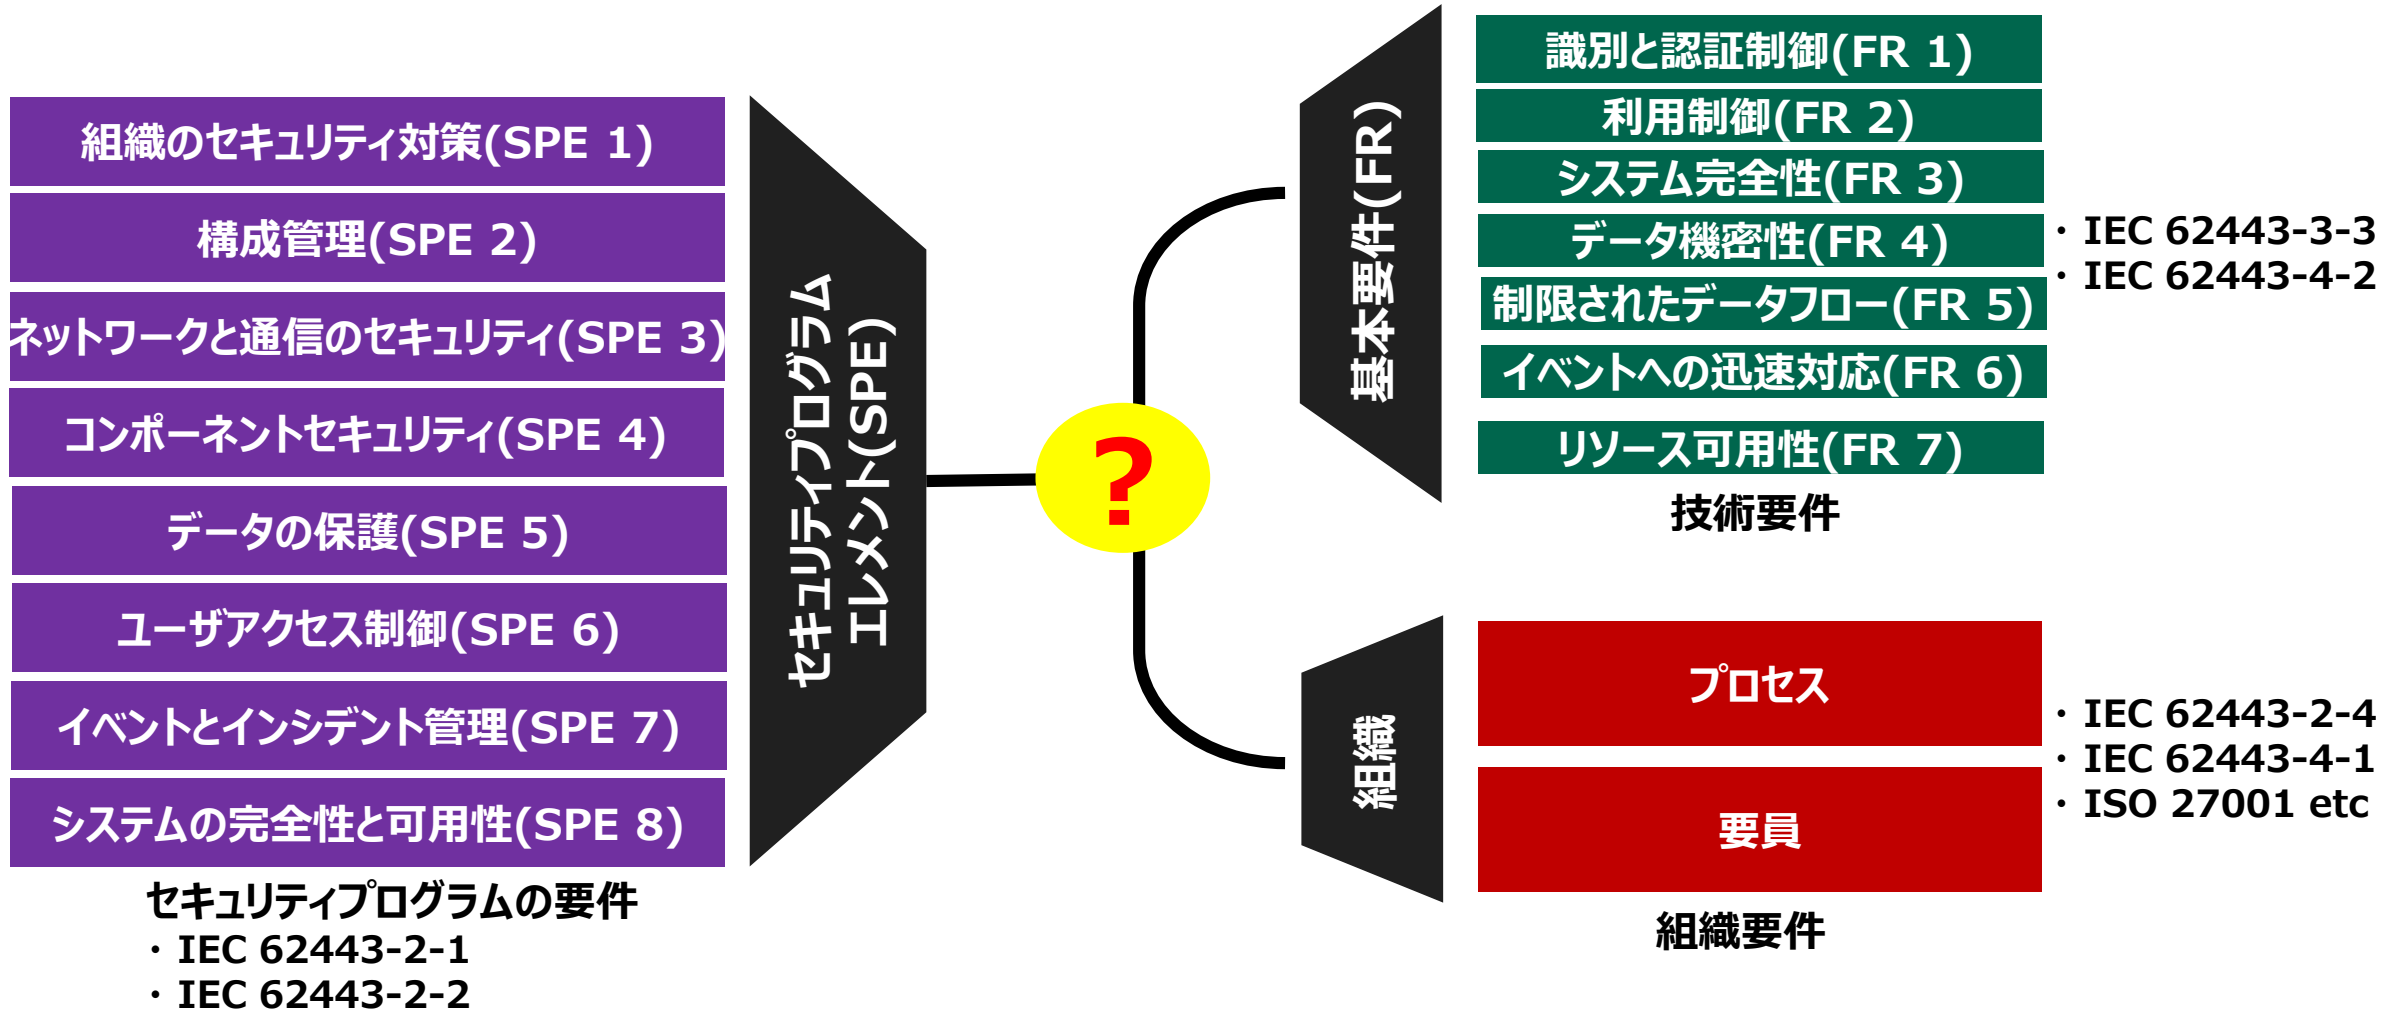 組織のセキュリティ対策(SPE 1)
構成管理(SPE 2)
ネットワークと通信のセキュリティ(SPE 3)
コンポーネントセキュリティ(SPE 4)
データの保護(SPE 5)
ユーザアクセス制御(SPE 6)
イベントとインシデント管理(SPE 7)
システムの完全性と可用性(SPE 8)
セキュリティプログラムの要件
・IEC 62443-2-1
・IEC 62443-2-2
セキュリティプログラム
エレメント(SPE)
?
基本要件(FR)
識別と認証制御(FR 1)
利用制御(FR 2)
システム完全性(FR 3)
データ機密性(FR 4)
制限されたデータフロー(FR 5)
イベントへの迅速対応(FR 6)
リソース可用性(FR 7)
技術要件
・IEC 62443-3-3
・IEC 62443-4-2
組織
プロセス
要員
組織要件
・IEC 62443-2-4
・IEC 62443-4-1
・ISO 27001 etc